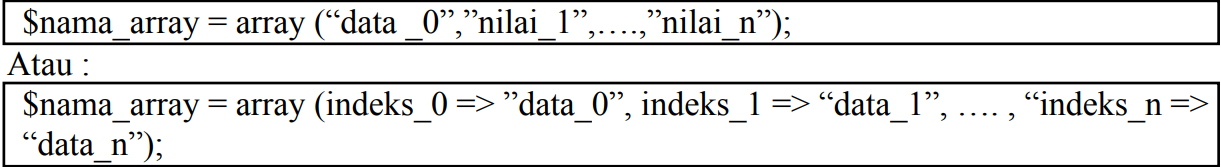 $nama_array = array (“data _0”,”nilai_1”,….,”nilai_n”);
Atau :
$nama_array = array (indeks_0 => ”data_0”, indeks_1 => “data_1”, …. , “indeks_n =>
“data_n”);